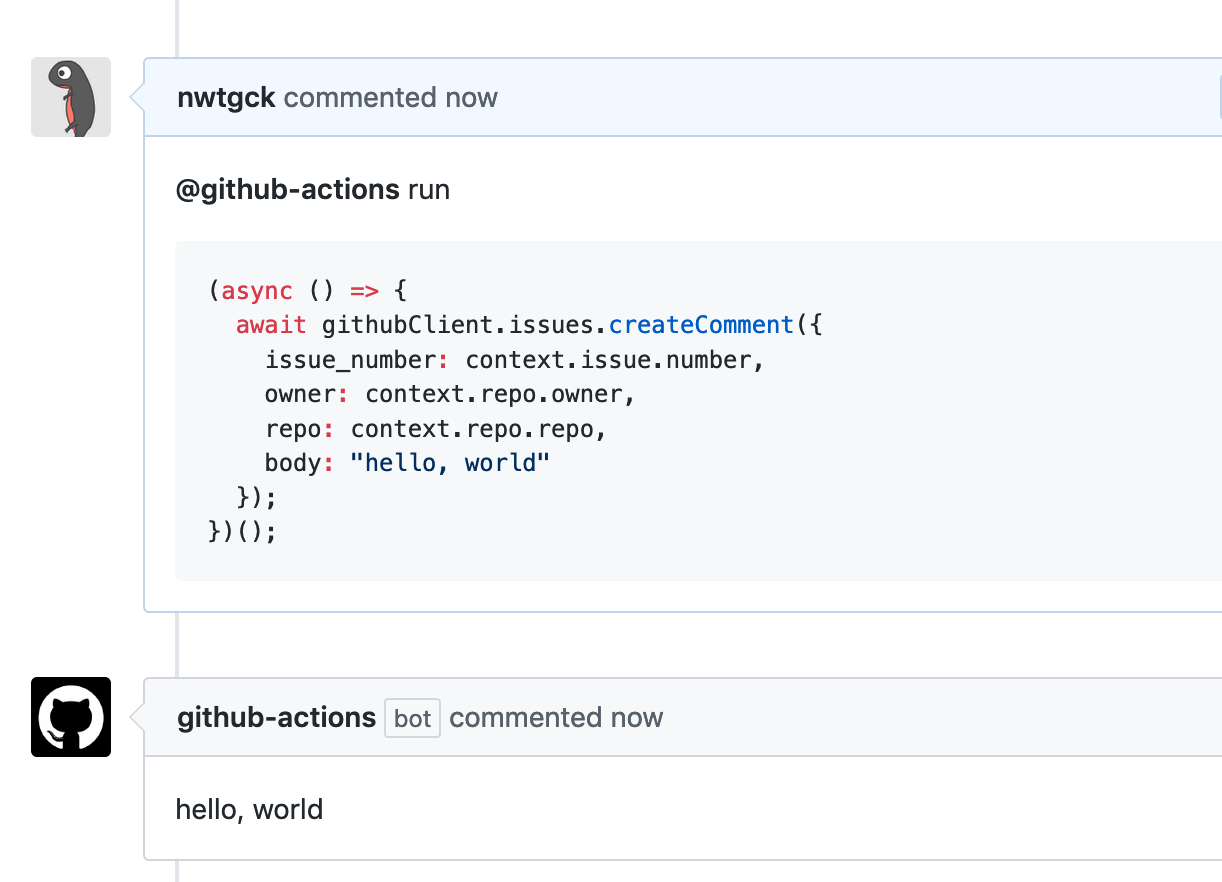 nwtgck commented now
@github-actions run
(async () => {
  await githubClient.issues.createComment({
    issue_number: context.issue.number,
    owner: context.repo.owner,
    repo: context.repo.repo,
    body: "hello, world"
  });
})();
github-actions bot commented now
hello, world